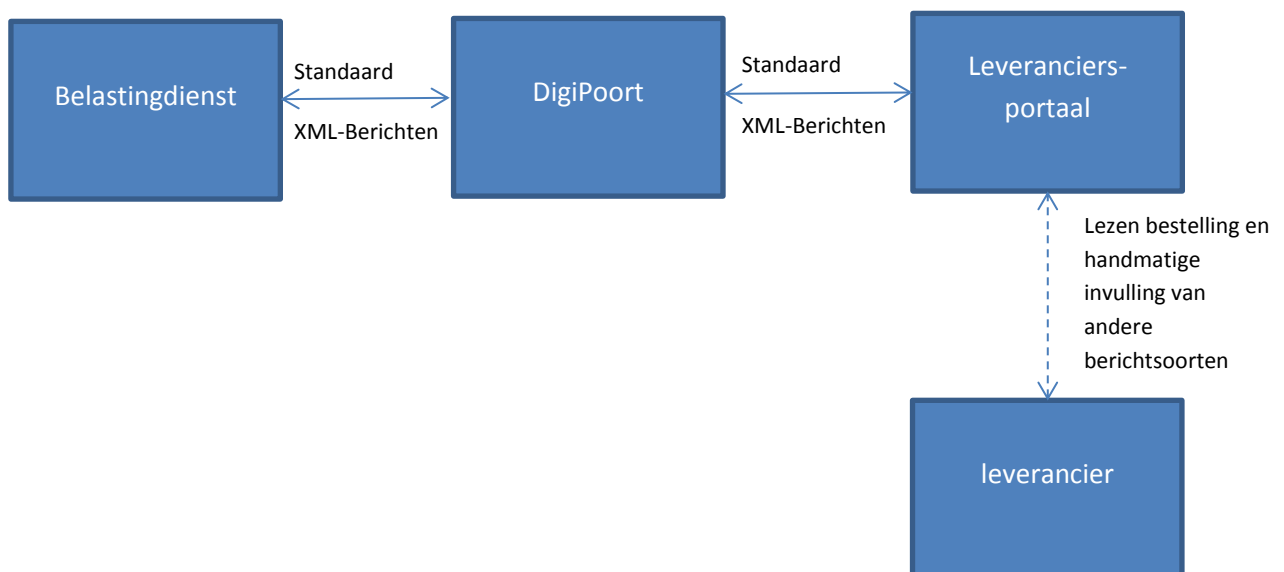 Belastingdienst
Standaard
XML-Berichten
DigiPoort
Standaard
XML-Berichten
Leveranciers-
portaal
Lezen bestelling en
handmatige
invulling van
andere
berichtsoorten
leverancier